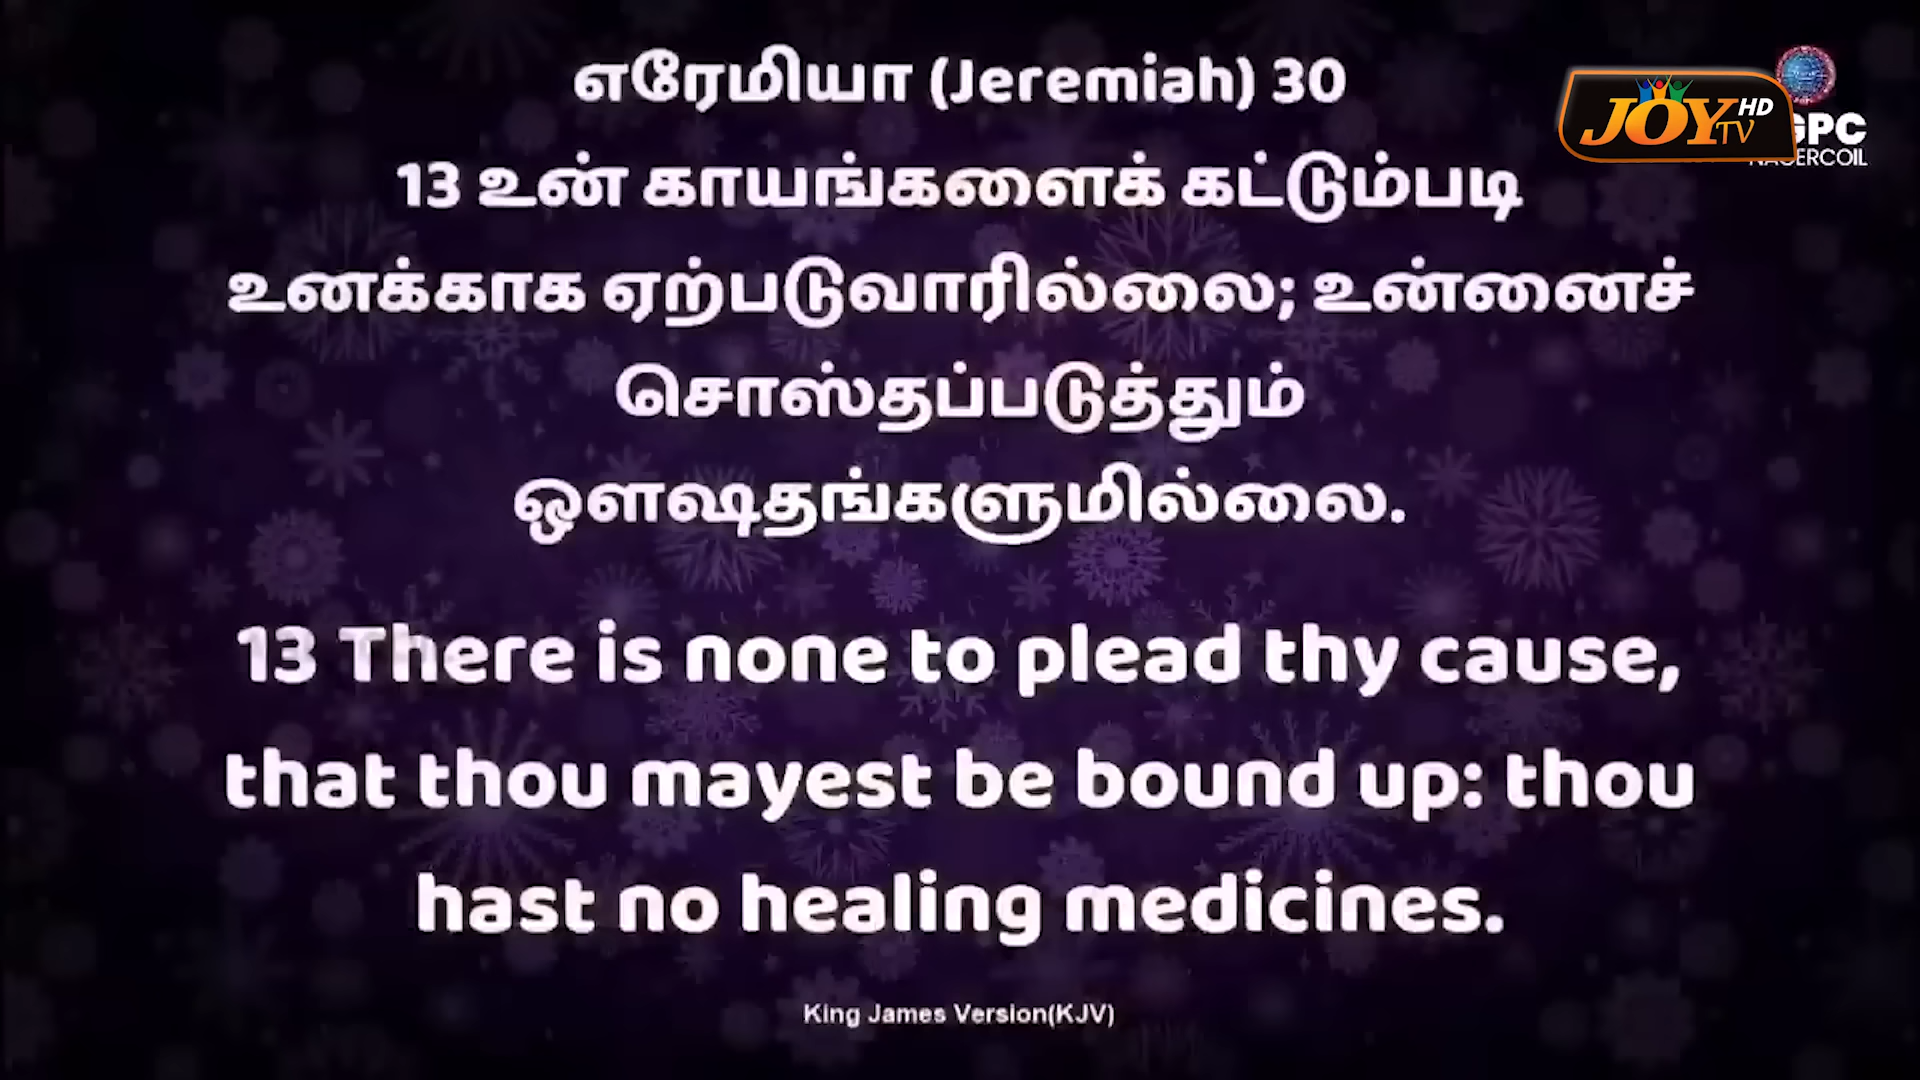 எரேமியா (Jeremiah) 30
13 உன் காயங்களைக் கட்டும்படி
உனக்காக ஏற்படுவாரில்லை; உன்னைச்
சொஸ்தப்படுத்தும்
ஔஷதங்களுமில்லை.
13 There is none to plead thy cause,
that thou mayest be bound up: thou
hast no healing medicines.
King James Version(KJV)
JOY TV HD
GPC
NAGERCOIL